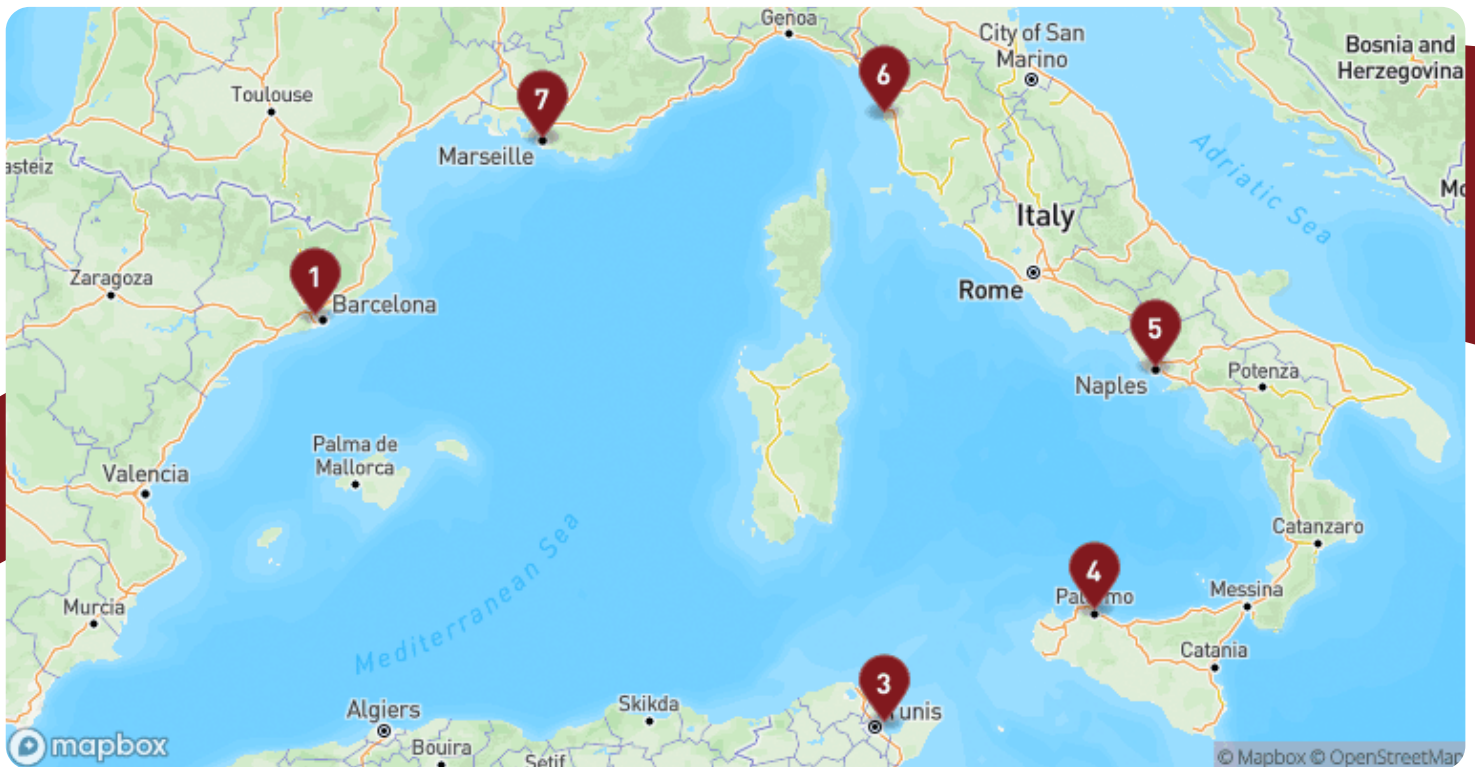 Genoa
City of San
Marino
Bosnia and
Herzegovina
6
Toulouse
7
Marseille
asteiz
Adriatic Sea
Mo
Italy
1
Zaragoza
Barcelona
Rome
5
Naples
Potenza
Palma de
Mallorca
Valencia
Catanzaro
Mediterranean Sea
4
Messina
Murcia
Catania
3
unis
Skikda
Algiers
Bouira
Setif
mapbox
© Mapbox © OpenStreetMap